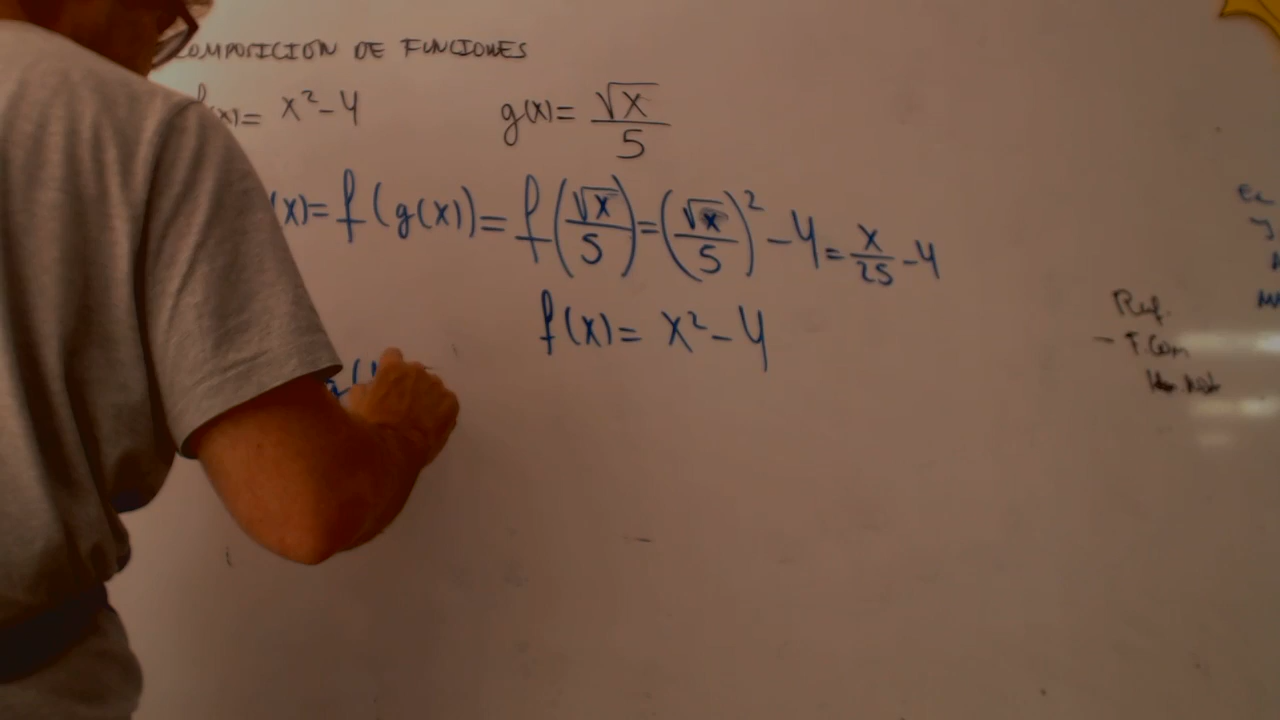 COMPOSICION DE FUNCIONES
f(x)= x²-4 g(x)= √x/5
(x)= f(g(x)) = f(√x/5) = (√x/5)² -4 = x/25 -4
f(x)= x²-4
g(
Ref.
- F. Com